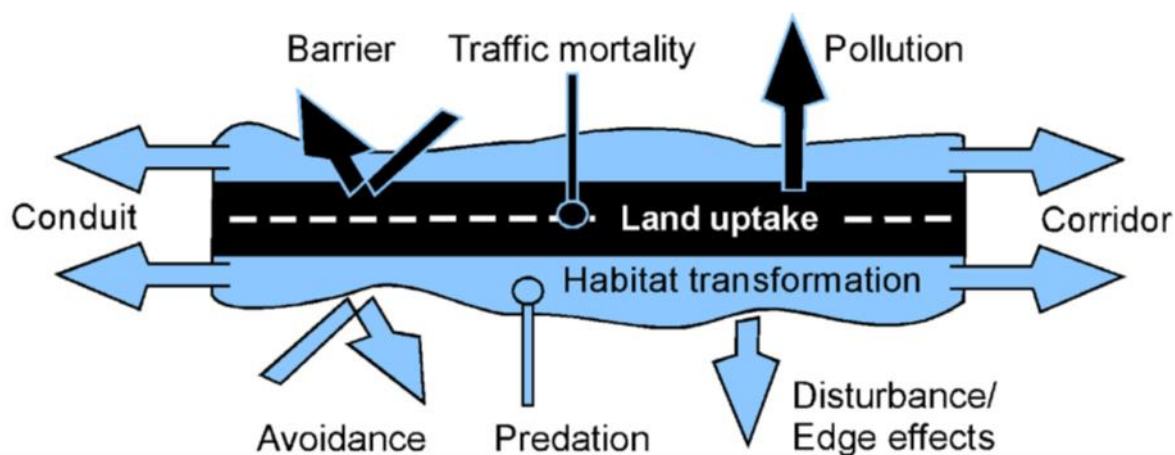 Barrier
Traffic mortality
Pollution
Conduit
Land uptake
Corridor
Habitat transformation
Avoidance
Predation
Disturbance/
Edge effects